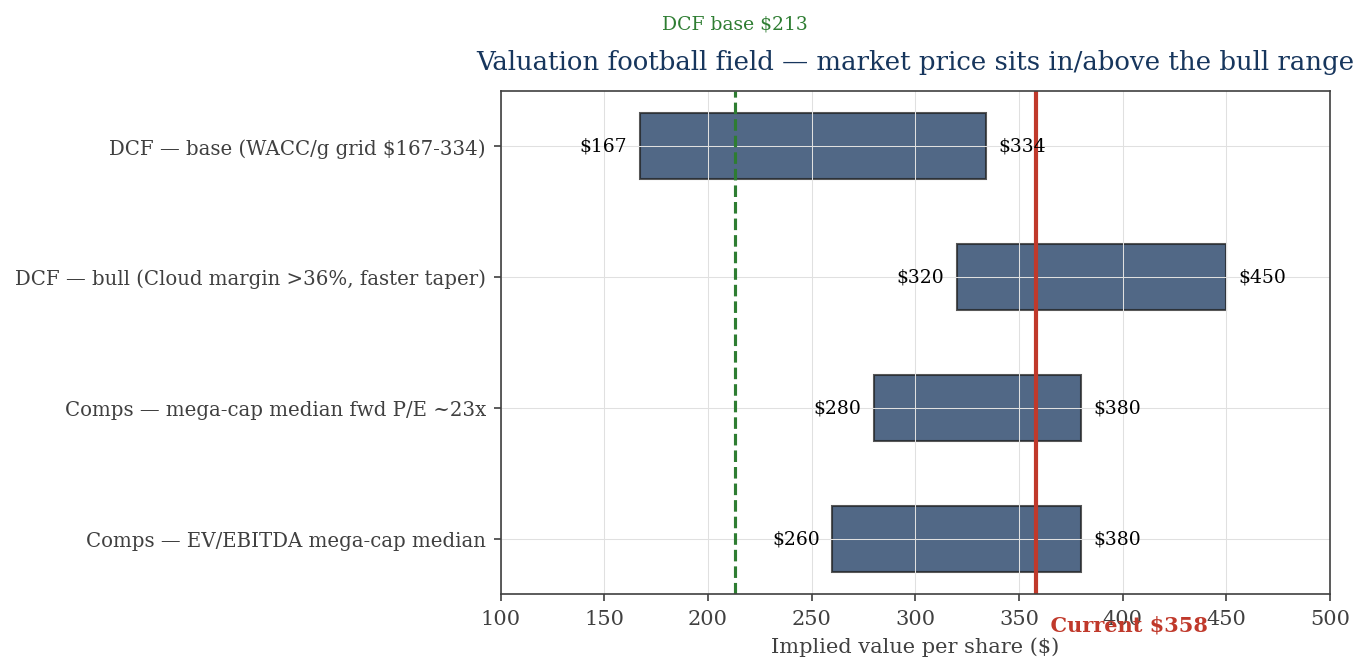 DCF base $213
Valuation football field — market price sits in/above the bull range
DCF — base (WACC/g grid $167-334)
$167
$334
DCF — bull (Cloud margin >36%, faster taper)
$320
$450
Comps — mega-cap median fwd P/E ~23x
$280
$380
Comps — EV/EBITDA mega-cap median
$260
$380
100 150 200 250 300 350 400 450 500
Current $358
Implied value per share ($)